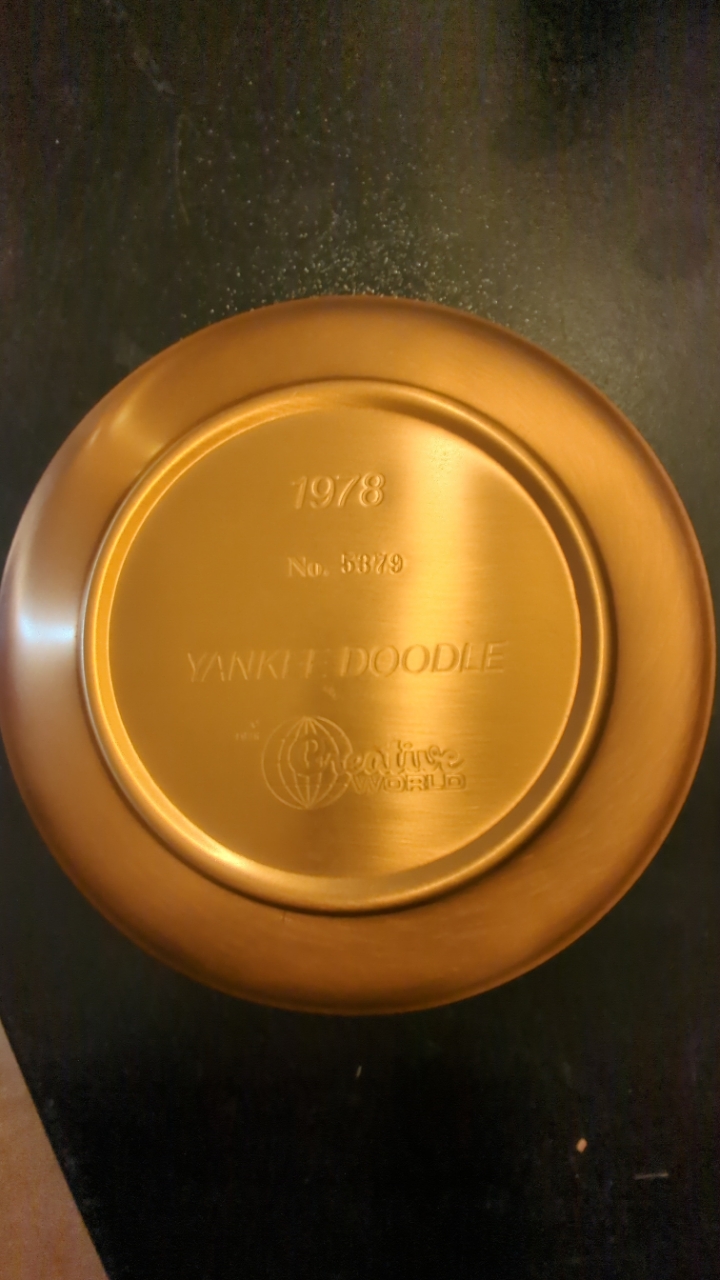 1978
No. 5379
YANKEE DOODLE
Creative
WORLD